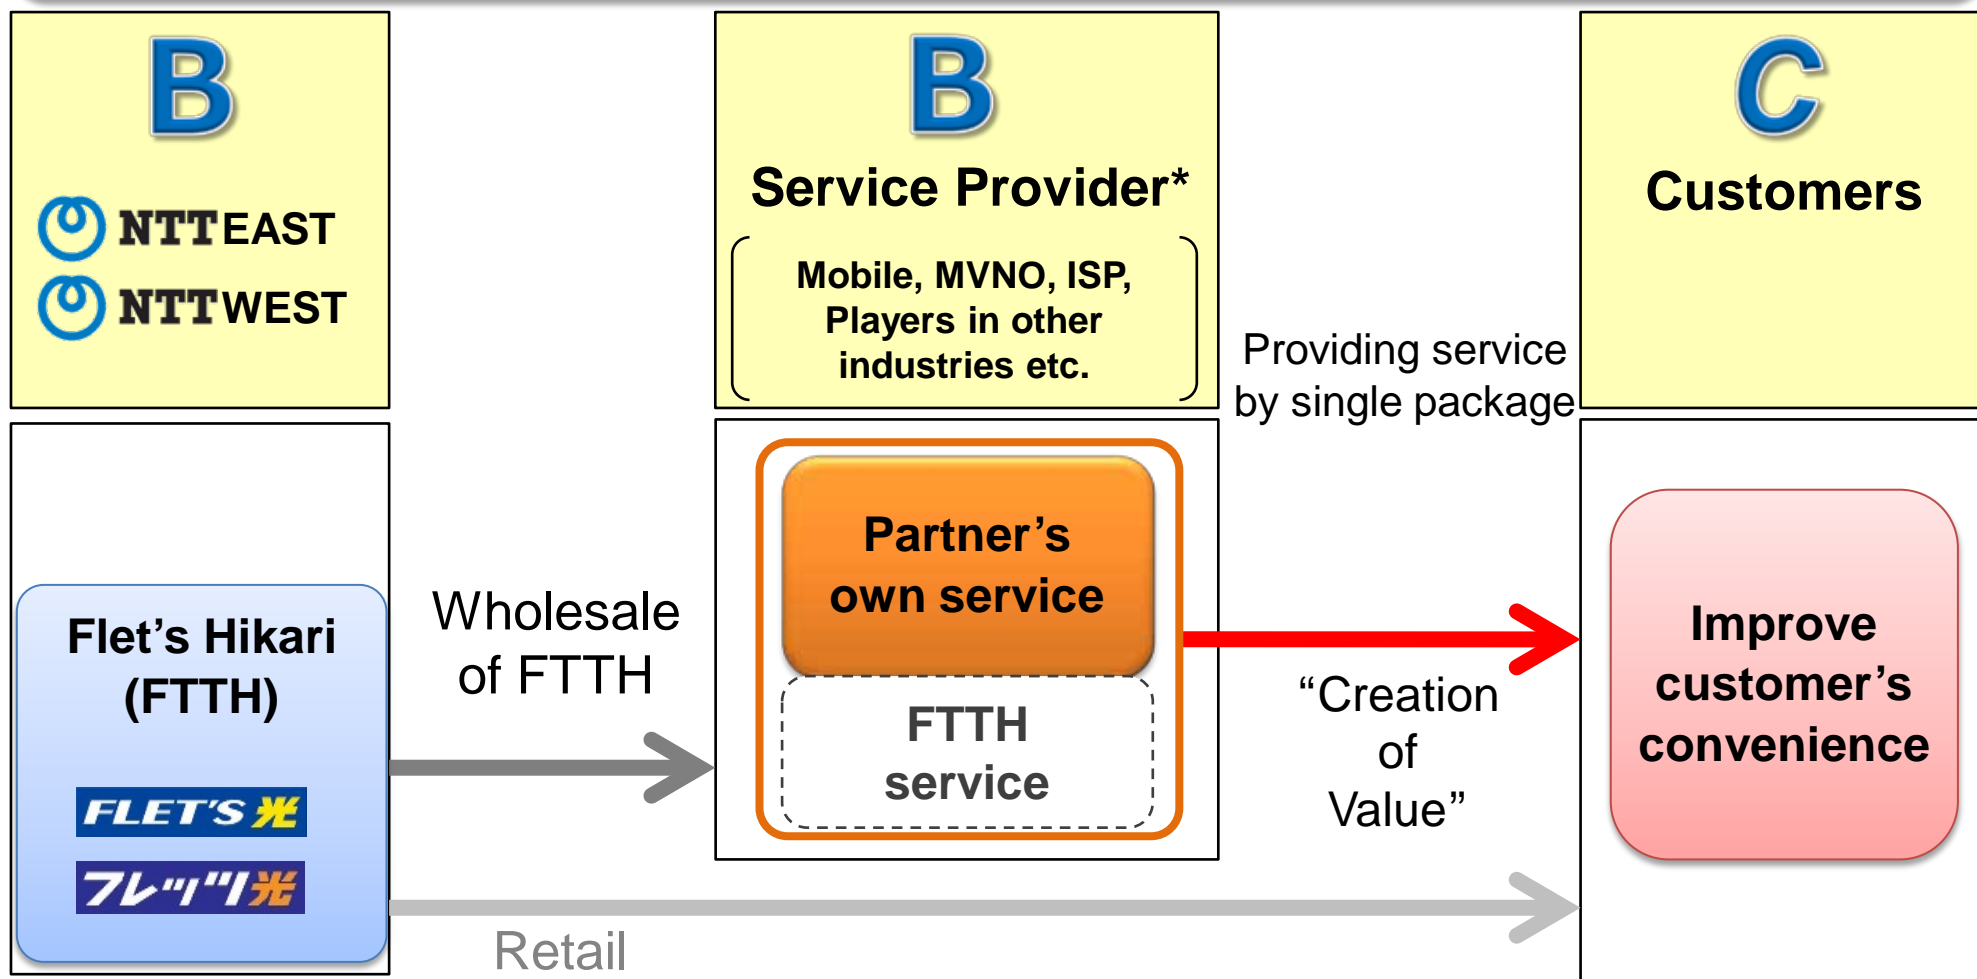 B
NTT EAST
NTT WEST
B
Service Provider*
Mobile, MVNO, ISP,
Players in other
industries etc.
Providing service
by single package
C
Customers
Flet's Hikari
(FTTH)
FLET'S光
フレッツ光
Wholesale
of FTTH
Partner's
own service
FTTH
service
“Creation
of
Value”
Improve
customer's
convenience
Retail